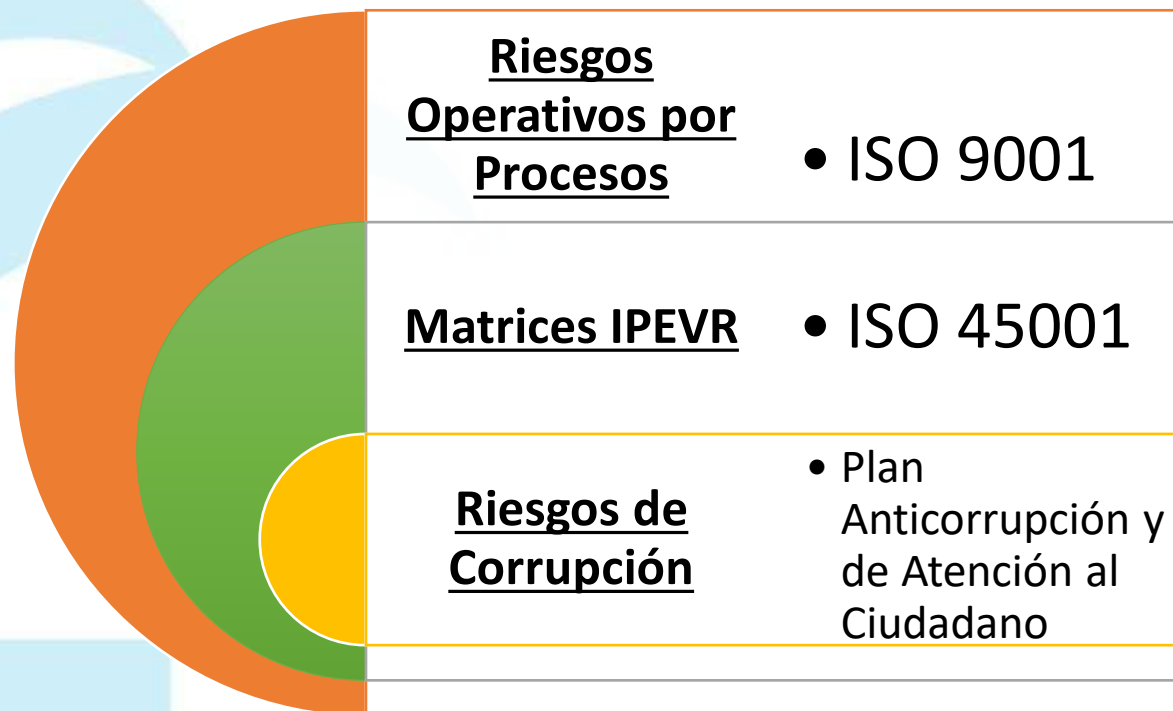 Riesgos
Operativos por
Procesos
• ISO 9001
Matrices IPEVR
• ISO 45001
Riesgos de
Corrupción
• Plan
Anticorrupción y
de Atención al
Ciudadano